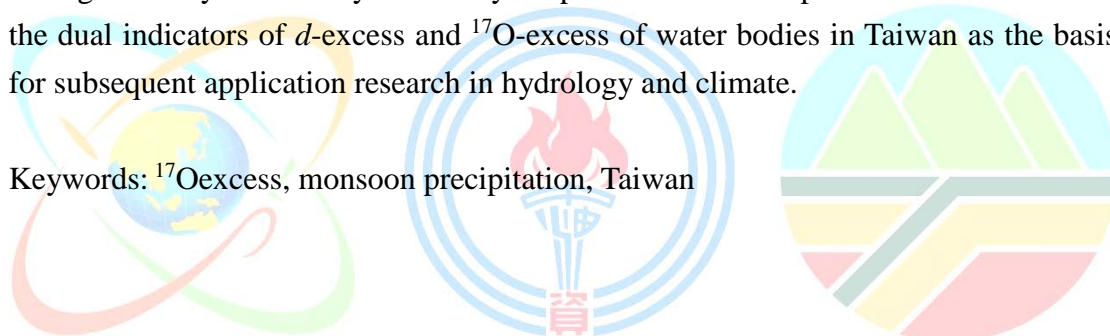 the dual indicators of d-excess and ¹⁷O-excess of water bodies in Taiwan as the basis
for subsequent application research in hydrology and climate.
Keywords: ¹⁷Oexcess, monsoon precipitation, Taiwan
資